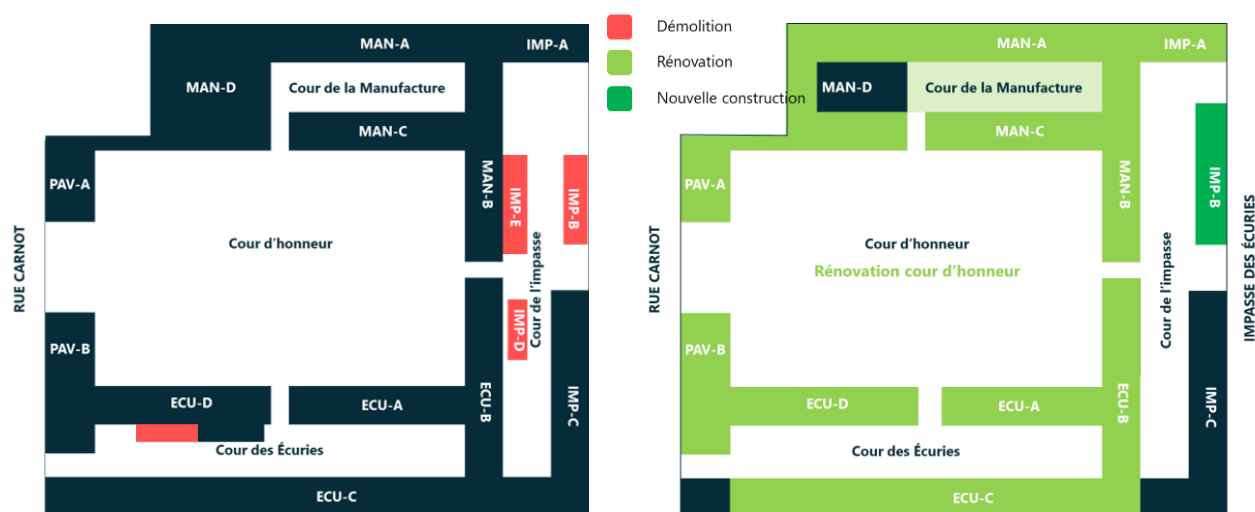 MAN-A
IMP-A
MAN-D
Cour de la Manufacture
MAN-C
PAV-A
MAN-B
IMP-E
IMP-B
RUE CARNOT
Cour d'honneur
Cour de l'impasse
IMP-D
PAV-B
ECU-D
ECU-A
ECU-B
IMP-C
Cour des Écuries
ECU-C
Démolition
Rénovation
Nouvelle construction
MAN-A
IMP-A
MAN-D
Cour de la Manufacture
MAN-C
PAV-A
MAN-B
IMP-B
RUE CARNOT
Cour d'honneur
Rénovation cour d'honneur
Cour de l'impasse
IMPASSE DES ÉCURIES
PAV-B
ECU-D
ECU-A
ECU-B
IMP-C
Cour des Écuries
ECU-C